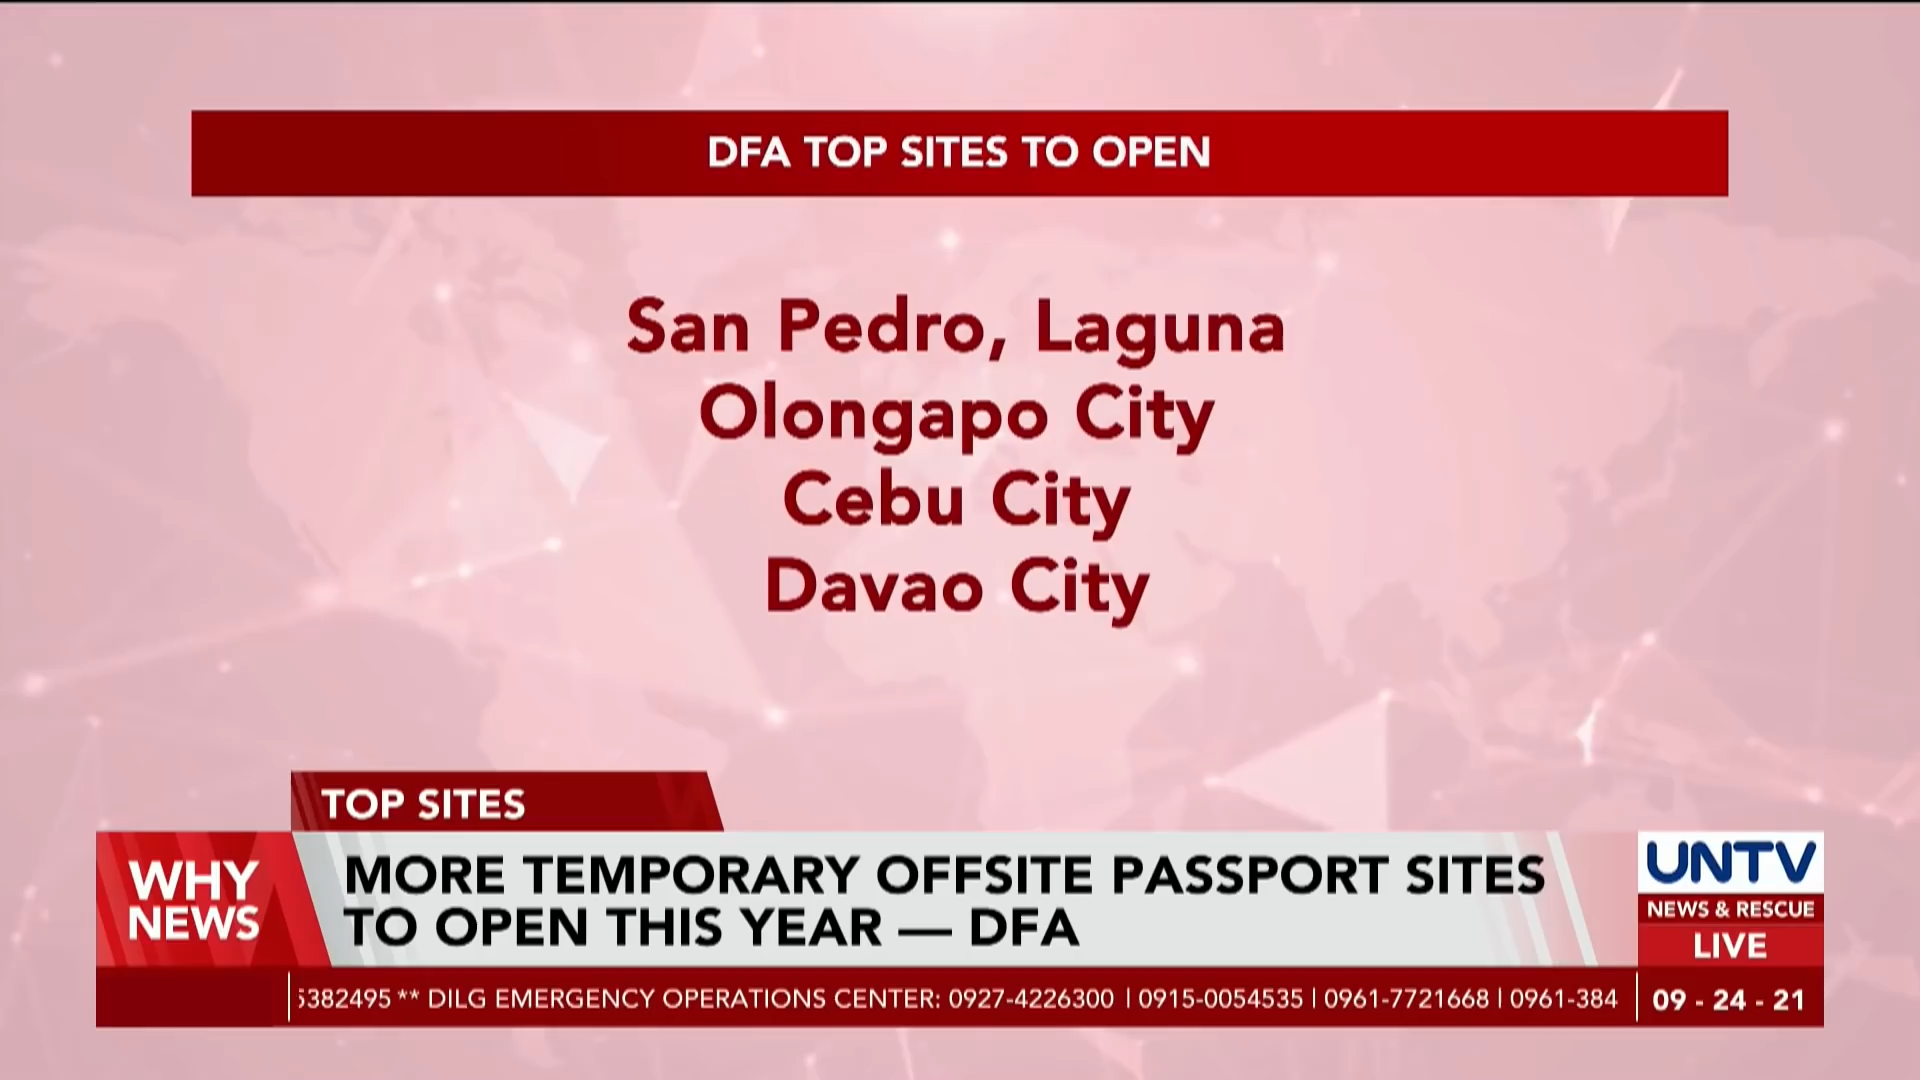 DFA TOP SITES TO OPEN
San Pedro, Laguna
Olongapo City
Cebu City
Davao City
TOP SITES
WHY
NEWS
MORE TEMPORARY OFFSITE PASSPORT SITES
TO OPEN THIS YEAR — DFA
UNTV
NEWS & RESCUE
LIVE
5382495 ** DILG EMERGENCY OPERATIONS CENTER: 0927-4226300 | 0915-0054535 | 0961-7721668 | 0961-384
09 - 24 - 21